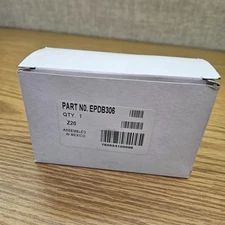 PART NO. EPDB306
QTY. 1
Z26
ASSEMBLED
IN MEXICO